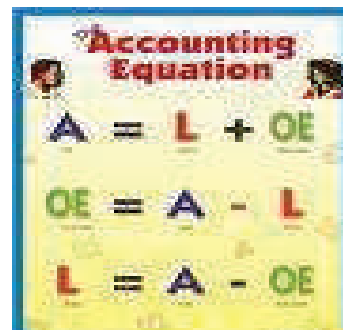 Accounting
Equation
A = L + OE
OE = A - L
L = A - OE